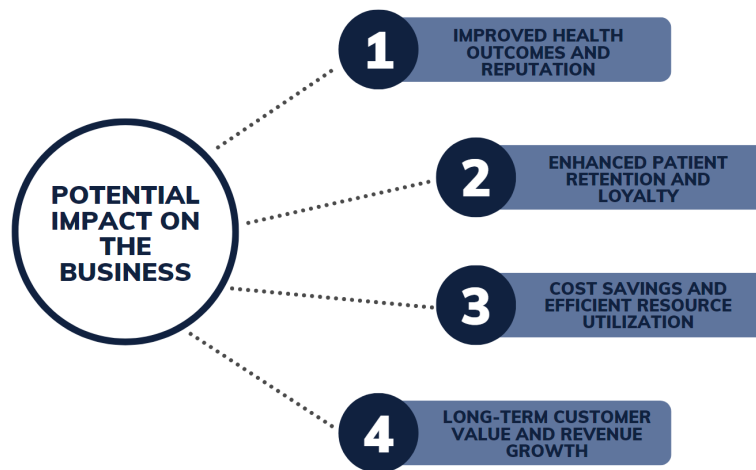 POTENTIAL
IMPACT ON
THE
BUSINESS
1
IMPROVED HEALTH
OUTCOMES AND
REPUTATION
2
ENHANCED PATIENT
RETENTION AND
LOYALTY
3
COST SAVINGS AND
EFFICIENT RESOURCE
UTILIZATION
4
LONG-TERM CUSTOMER
VALUE AND REVENUE
GROWTH